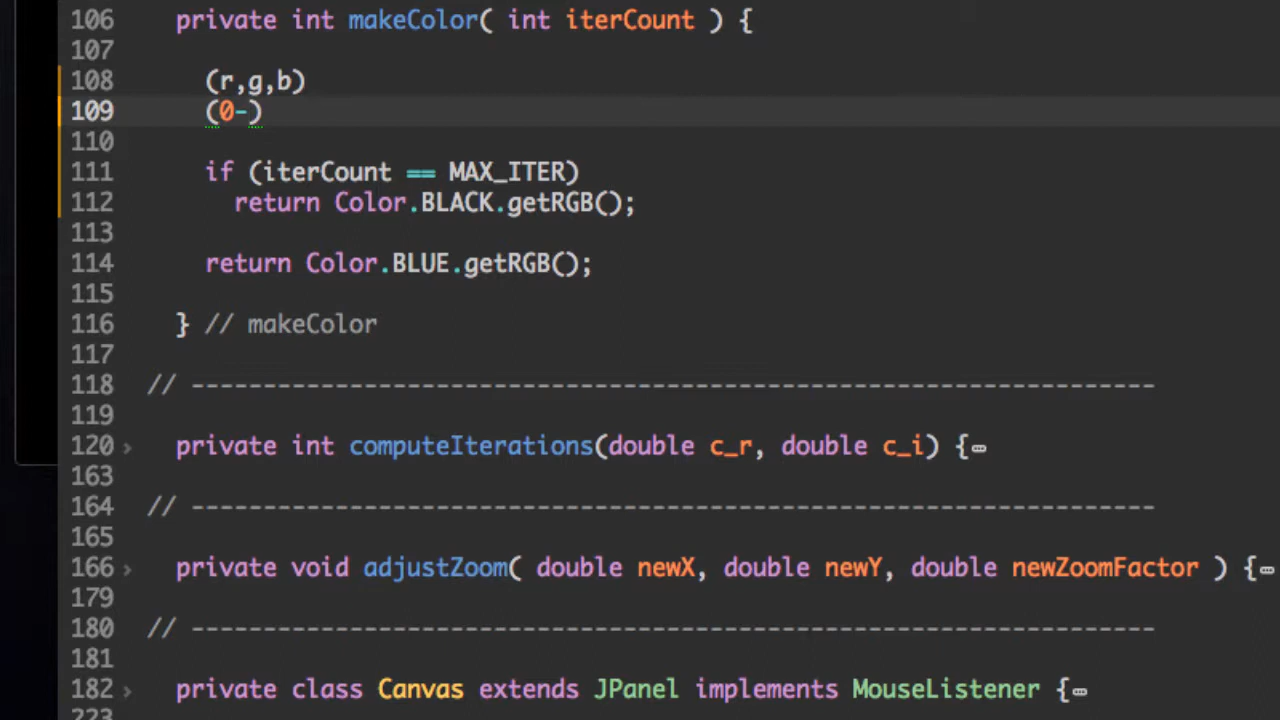 106 private int makeColor( int iterCount ) {
107
108 (r,g,b)
109 (0-)
110
111 if (iterCount == MAX_ITER)
112 return Color.BLACK.getRGB();
113
114 return Color.BLUE.getRGB();
115
116 } // makeColor
117
118 // -------------------------------------------------------------------
119
120 private int computeIterations(double c_r, double c_i) {
163
164 // -------------------------------------------------------------------
165
166 private void adjustZoom( double newX, double newY, double newZoomFactor ) {
179
180 // -------------------------------------------------------------------
181
182 private class Canvas extends JPanel implements MouseListener {
223